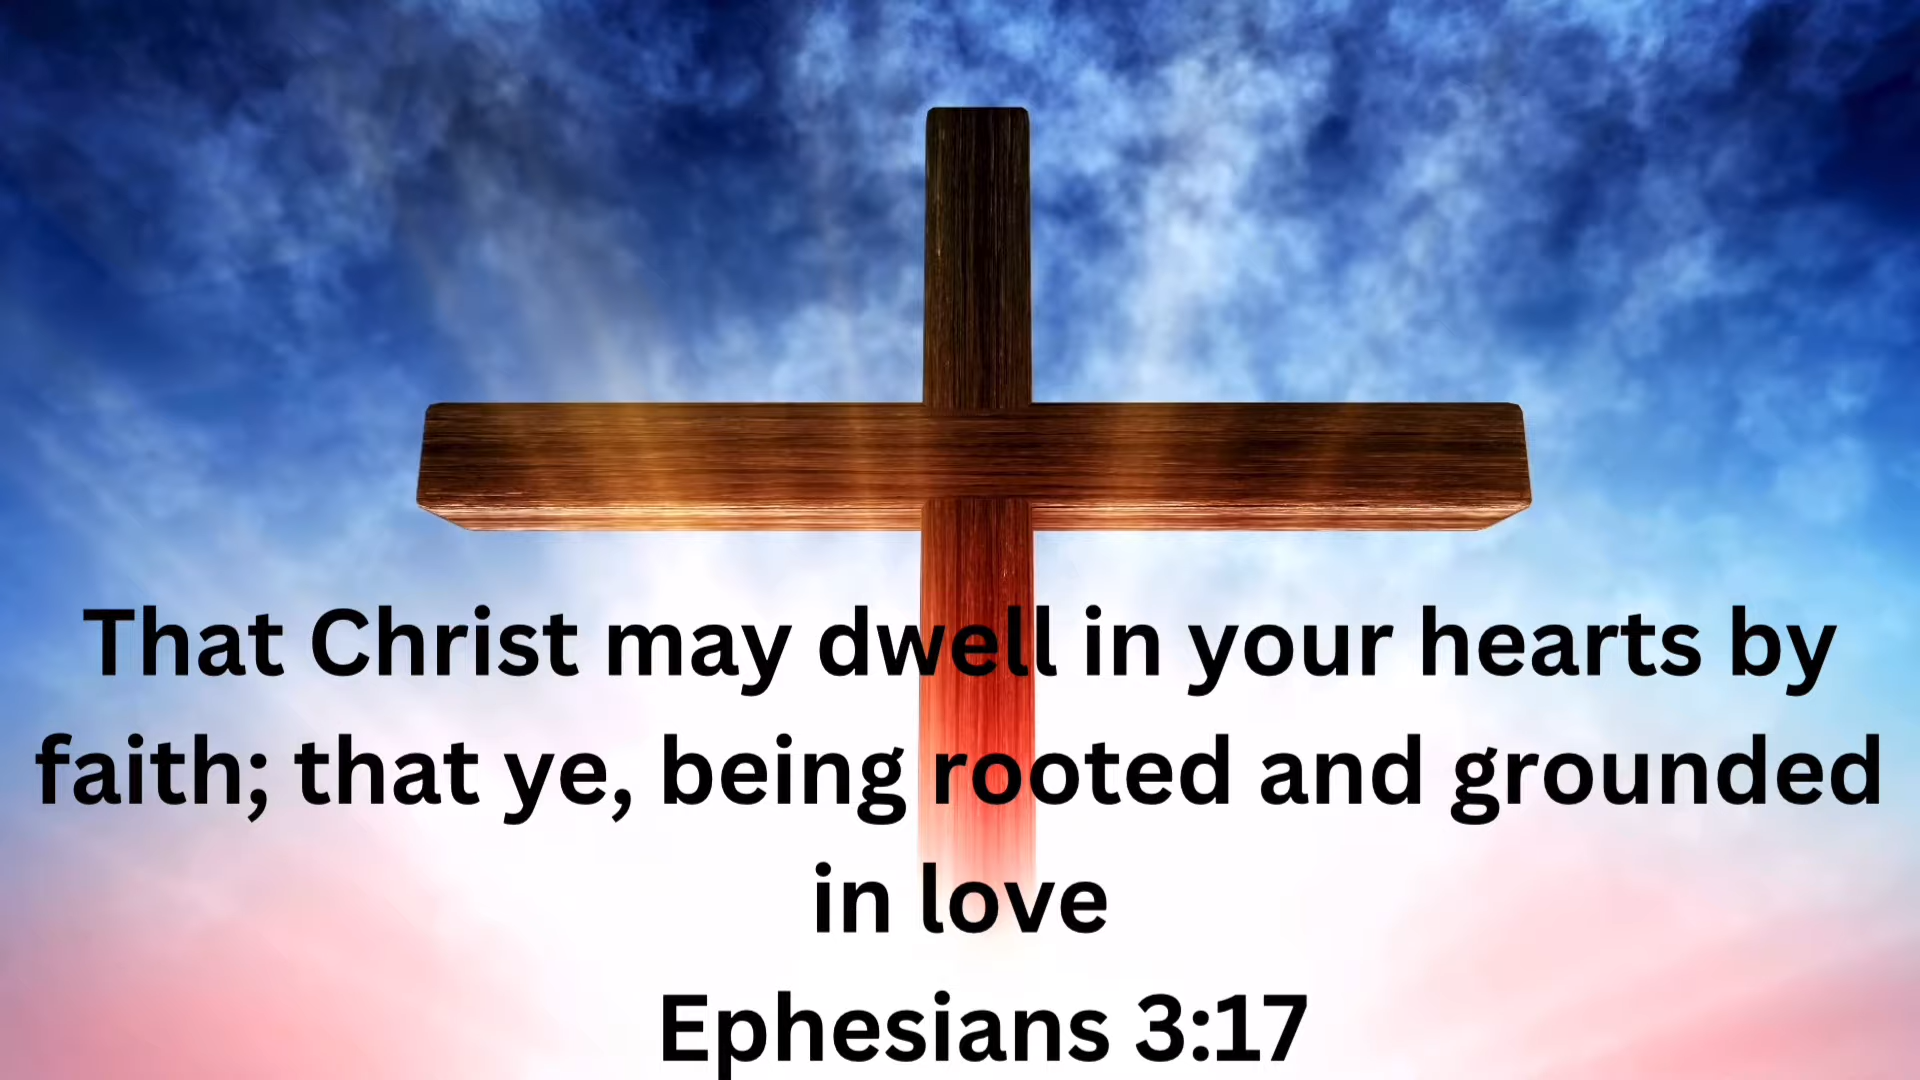 That Christ may dwell in your hearts by
faith; that ye, being rooted and grounded
in love
Ephesians 3:17